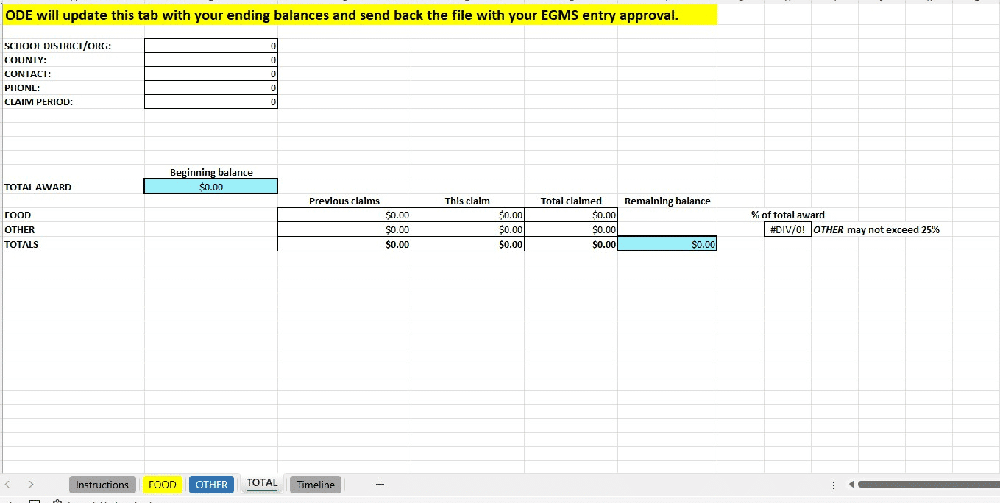 ODE will update this tab with your ending balances and send back the file with your EGMS entry approval.
SCHOOL DISTRICT/ORG: 0
COUNTY: 0
CONTACT: 0
PHONE: 0
CLAIM PERIOD: 0
Beginning balance
TOTAL AWARD $0.00
Previous claims This claim Total claimed Remaining balance
FOOD $0.00 $0.00 $0.00 % of total award
OTHER $0.00 $0.00 $0.00 #DIV/0! OTHER may not exceed 25%
TOTALS $0.00 $0.00 $0.00 $0.00
Instructions FOOD OTHER TOTAL Timeline +